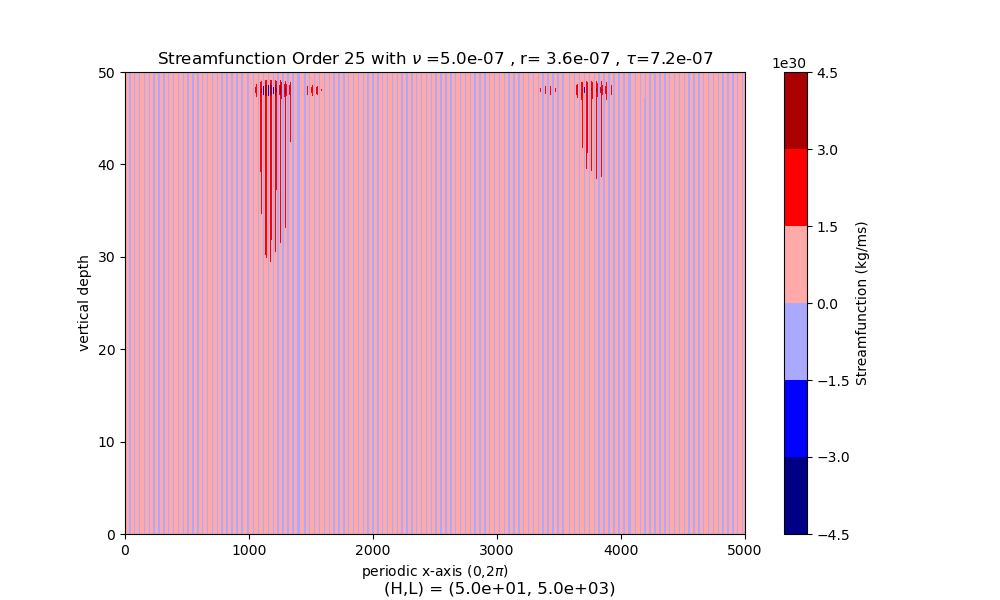 Streamfunction Order 25 with ν =5.0e-07 , r= 3.6e-07 , τ=7.2e-07
1e30
50
40
30
20
10
0
vertical depth
0 1000 2000 3000 4000 5000
periodic x-axis (0,2π)
(H,L) = (5.0e+01, 5.0e+03)
4.5
3.0
1.5
0.0
−1.5
−3.0
−4.5
Streamfunction (kg/ms)